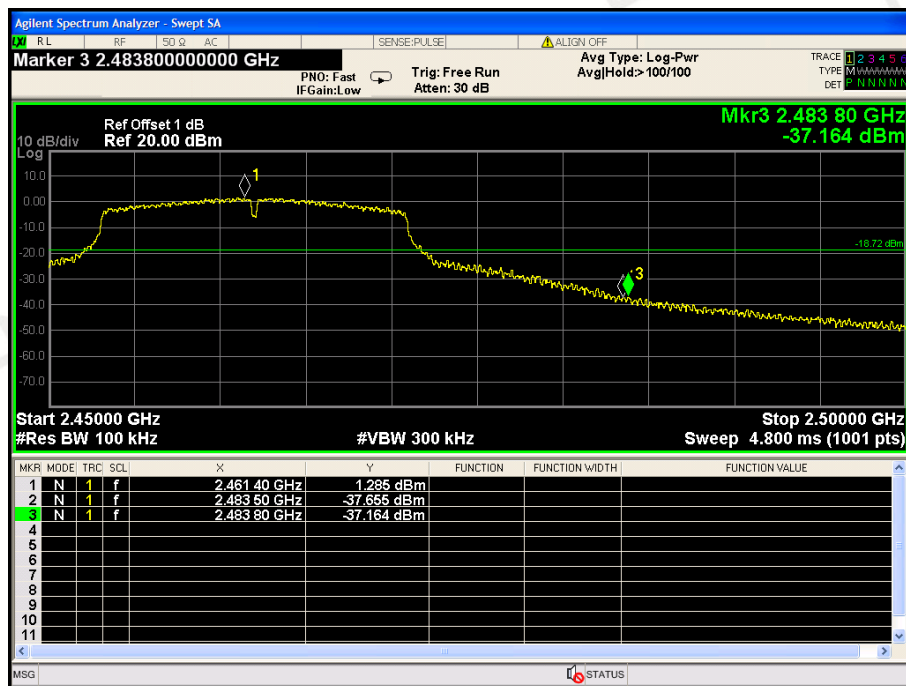 Agilent Spectrum Analyzer - Swept SA
LXI RL RF 50 Ω AC SENSE:PULSE ALIGN OFF
Marker 3 2.483800000000 GHz
PNO: Fast
IFGain:Low
Trig: Free Run
Atten: 30 dB
Avg Type: Log-Pwr
Avg|Hold:>100/100
TRACE 1 2 3 4 5 6
TYPE M W W W W W
DET P N N N N N
Mkr3 2.483 80 GHz
-37.164 dBm
Ref Offset 1 dB
10 dB/div Ref 20.00 dBm
Log
10.0
0.00
-10.0
-20.0
-30.0
-40.0
-50.0
-60.0
-70.0
1
-18.72 dBm
3
Start 2.45000 GHz Stop 2.50000 GHz
#Res BW 100 kHz #VBW 300 kHz Sweep 4.800 ms (1001 pts)
MKR MODE TRC SCL X Y FUNCTION FUNCTION WIDTH FUNCTION VALUE
1 N 1 f 2.461 40 GHz 1.285 dBm
2 N 1 f 2.483 50 GHz -37.655 dBm
3 N 1 f 2.483 80 GHz -37.164 dBm
4
5
6
7
8
9
10
11
MSG STATUS